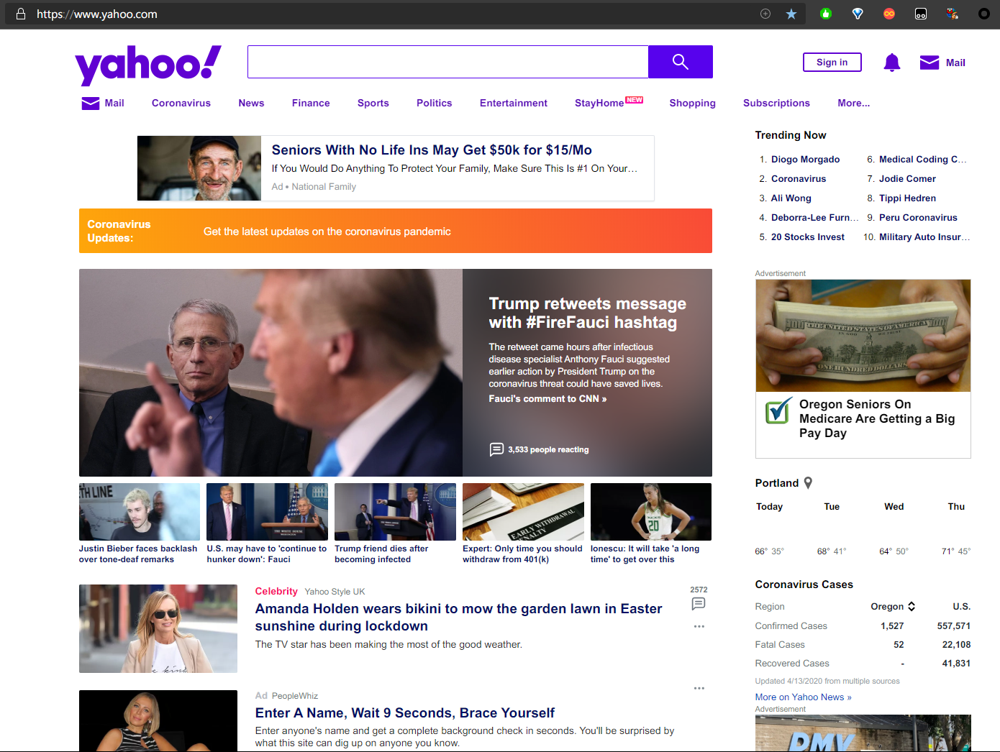 https://www.yahoo.com
yahoo!
Sign in
Mail
Mail
Coronavirus
News
Finance
Sports
Politics
Entertainment
StayHome NEW
Shopping
Subscriptions
More...
Seniors With No Life Ins May Get $50k for $15/Mo
If You Would Do Anything To Protect Your Family, Make Sure This Is #1 On Your...
Ad • National Family
Coronavirus
Updates:
Get the latest updates on the coronavirus pandemic
Trump retweets message
with #FireFauci hashtag
The retweet came hours after infectious
disease specialist Anthony Fauci suggested
earlier action by President Trump on the
coronavirus threat could have saved lives.
Fauci's comment to CNN »
3,533 people reacting
TH LINE
Justin Bieber faces backlash
over tone-deaf remarks
THE WHITE HOUSE
U.S. may have to 'continue to
hunker down': Fauci
Trump friend dies after
becoming infected
EARLY WITHDRAWAL
PENALTY
Expert: Only time you should
withdraw from 401(k)
20
Ionescu: It will take 'a long
time' to get over this
Celebrity Yahoo Style UK
Amanda Holden wears bikini to mow the garden lawn in Easter
sunshine during lockdown
The TV star has been making the most of the good weather.
2572
Ad PeopleWhiz
Enter A Name, Wait 9 Seconds, Brace Yourself
Enter anyone's name and get a complete background check in seconds. You'll be surprised by
what this site can dig up on anyone you know.
Trending Now
1. Diogo Morgado
2. Coronavirus
3. Ali Wong
4. Deborra-Lee Furn...
5. 20 Stocks Invest
6. Medical Coding C...
7. Jodie Comer
8. Tippi Hedren
9. Peru Coronavirus
10. Military Auto Insur...
Advertisement
THE UNITED STATES OF AMERICA
IN GOD WE TRUST
ONE HUNDRED DOLLARS
Oregon Seniors On
Medicare Are Getting a Big
Pay Day
Portland
Today Tue Wed Thu
66° 35° 68° 41° 64° 50° 71° 45°
Coronavirus Cases
Region Oregon U.S.
Confirmed Cases 1,527 557,571
Fatal Cases 52 22,108
Recovered Cases - 41,831
Updated 4/13/2020 from multiple sources
More on Yahoo News »
Advertisement
DMV